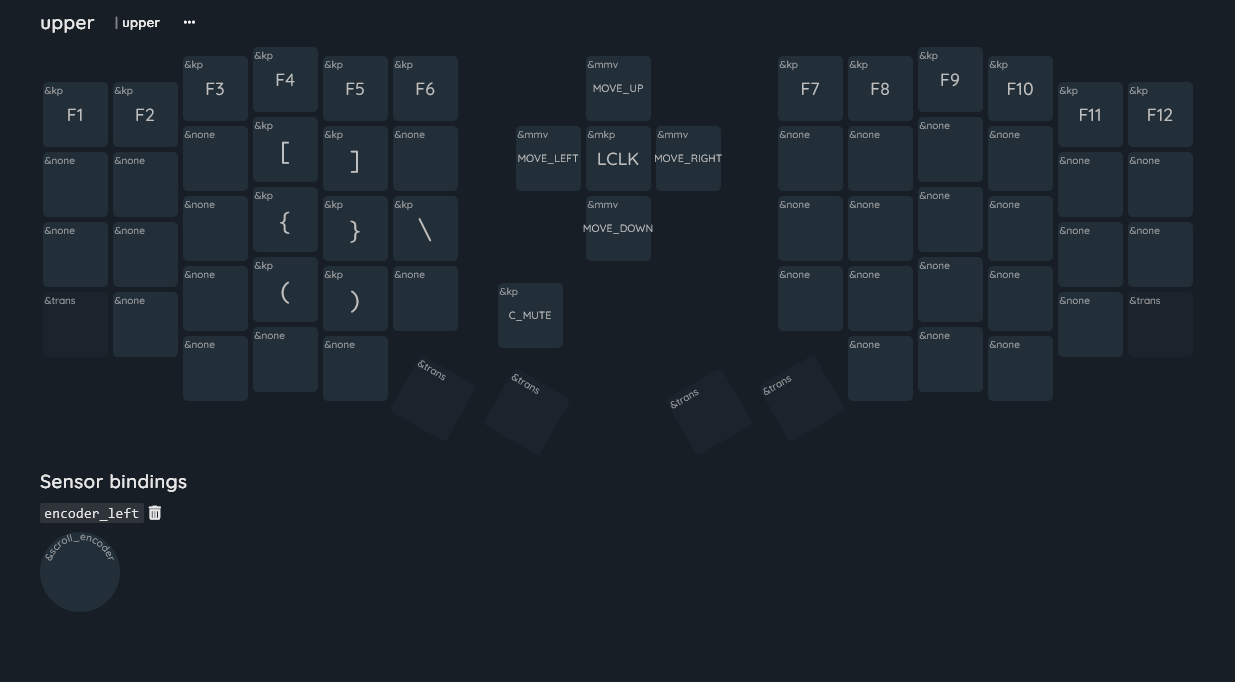 upper | upper •••
&kp F1
&kp F2
&kp F3
&kp F4
&kp F5
&kp F6
&mmv MOVE_UP
&kp F7
&kp F8
&kp F9
&kp F10
&kp F11
&kp F12
&none
&none
&none
&kp [
&kp ]
&none
&mmv MOVE_LEFT
&mkp LCLK
&mmv MOVE_RIGHT
&none
&none
&none
&none
&none
&none
&none
&none
&none
&kp {
&kp }
&kp \
&mmv MOVE_DOWN
&none
&none
&none
&none
&none
&none
&trans
&none
&none
&kp (
&kp )
&none
&kp C_MUTE
&none
&none
&none
&none
&none
&trans
&none
&none
&none
&trans
&trans
&trans
&trans
&none
&none
&none
Sensor bindings
encoder_left
&scroll_encoder